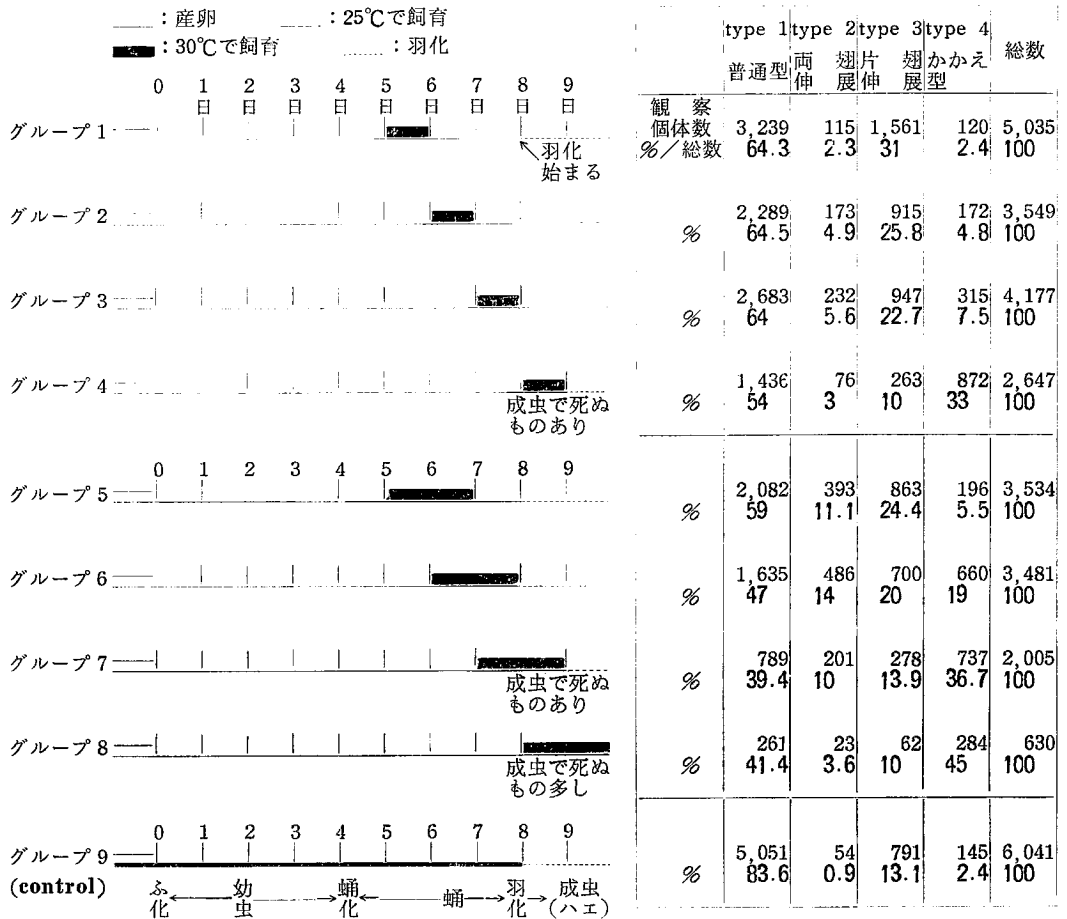 ：産卵　：25℃で飼育
：30℃で飼育　：羽化
type 1 type 2 type 3 type 4
普通型 両翅伸展 片翅伸展 かかえ型 総数
0 1日 2日 3日 4日 5日 6日 7日 8日 9日
観察
グループ1 個体数 3,239 115 1,561 120 5,035
％／総数 64.3 2.3 31 2.4 100
羽化
始まる
グループ2 2,289 173 915 172 3,549
％ 64.5 4.9 25.8 4.8 100
グループ3 2,683 232 947 315 4,177
％ 64 5.6 22.7 7.5 100
グループ4 1,436 76 263 872 2,647
％ 54 3 10 33 100
成虫で死ぬ
ものあり
0 1 2 3 4 5 6 7 8 9
グループ5 2,082 393 863 196 3,534
％ 59 11.1 24.4 5.5 100
グループ6 1,635 486 700 660 3,481
％ 47 14 20 19 100
グループ7 789 201 278 737 2,005
％ 39.4 10 13.9 36.7 100
成虫で死ぬ
ものあり
グループ8 261 23 62 284 630
％ 41.4 3.6 10 45 100
成虫で死ぬ
もの多し
0 1 2 3 4 5 6 7 8 9
グループ9 5,051 54 791 145 6,041
％ 83.6 0.9 13.1 2.4 100
(control) ふ化←幼虫→蛹化←蛹→羽化→成虫(ハエ)